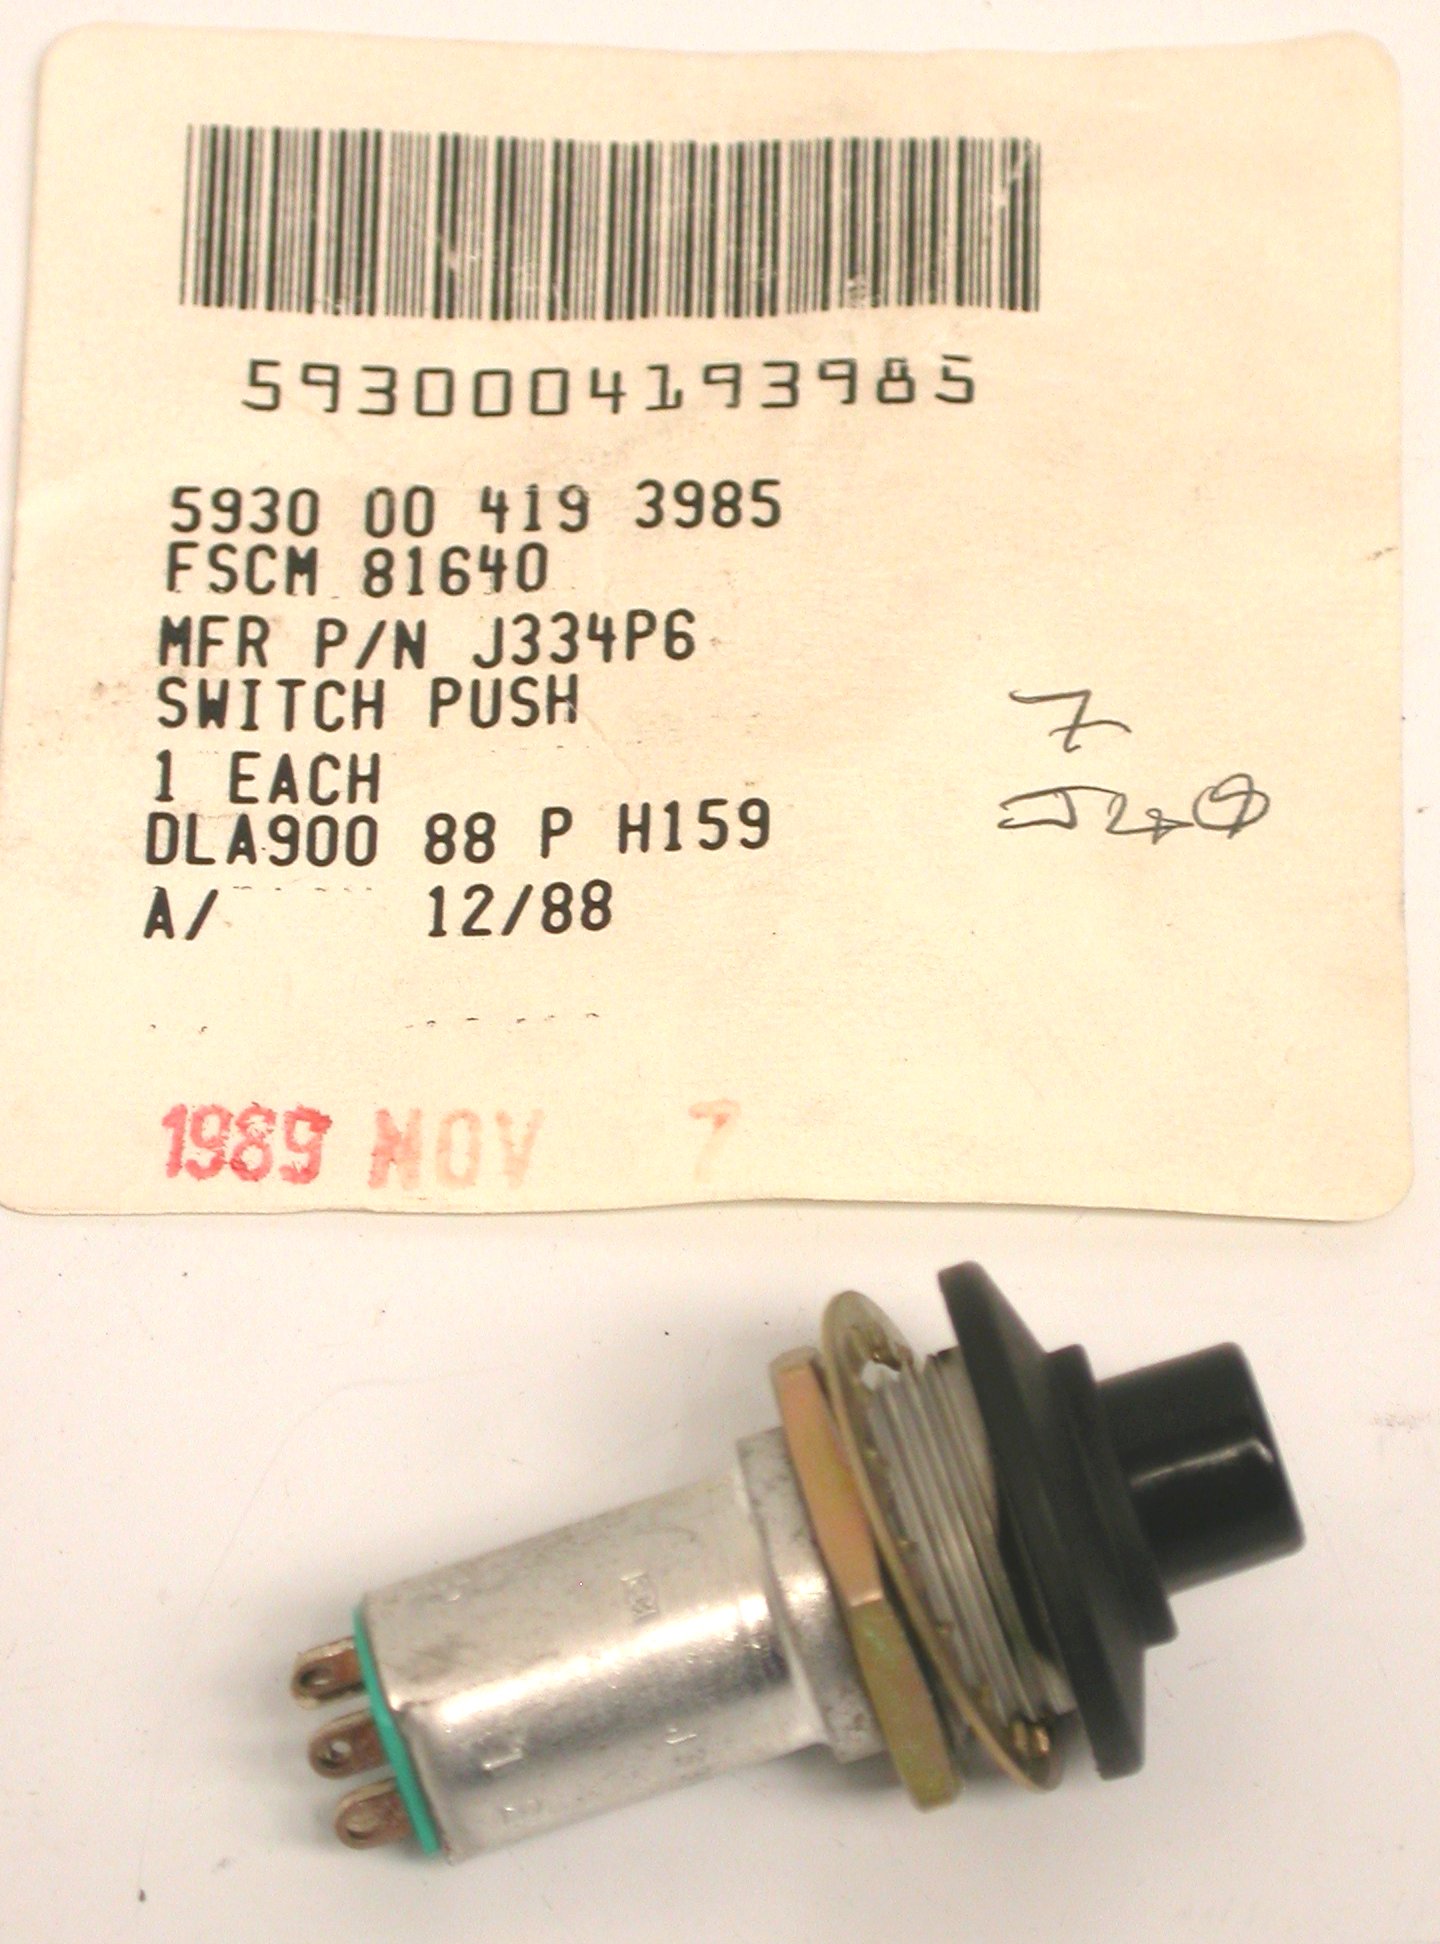 5930004193985
5930 00 419 3985
FSCM 81640
MFR P/N J334P6
SWITCH PUSH
1 EACH
DLA900 88 P H159
A/ 12/88
7
1989 NOV 7